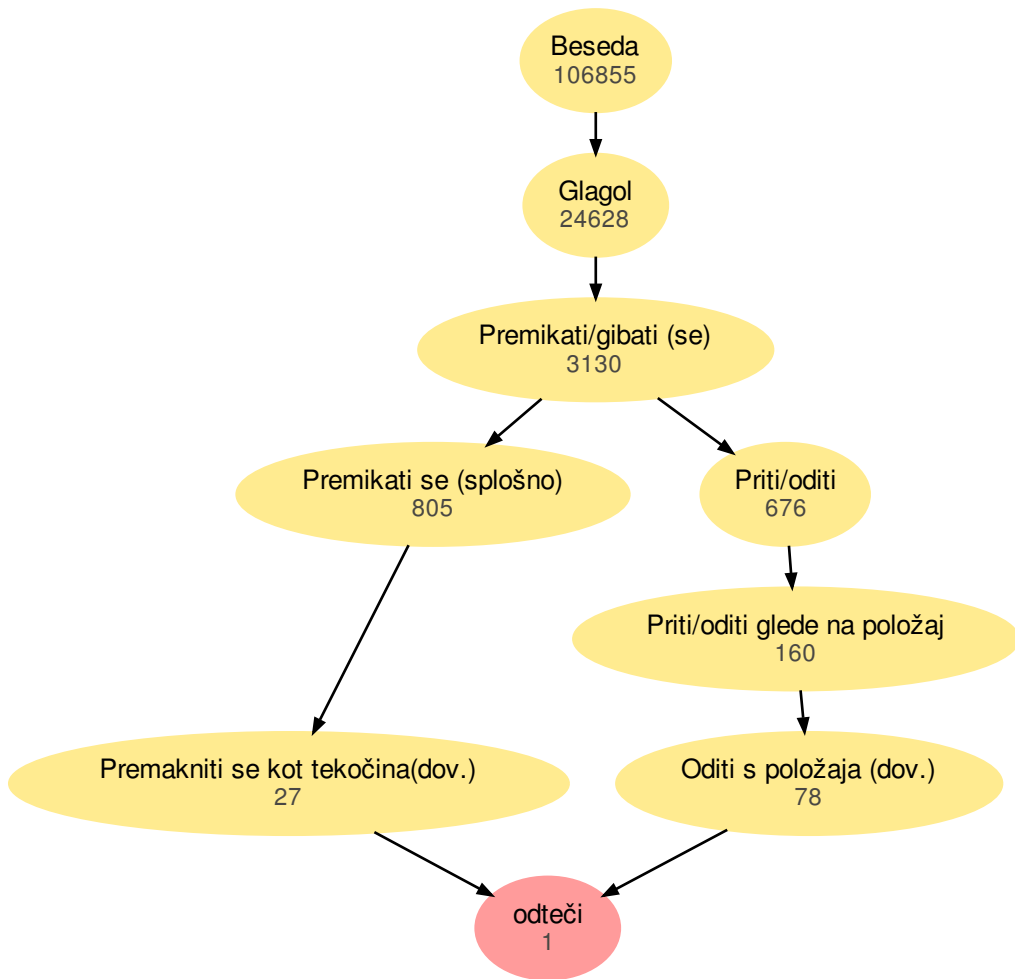 Beseda
106855
Glagol
24628
Premikati/gibati (se)
3130
Premikati se (splošno)
805
Priti/oditi
676
Priti/oditi glede na položaj
160
Premakniti se kot tekočina(dov.)
27
Oditi s položaja (dov.)
78
odteči
1